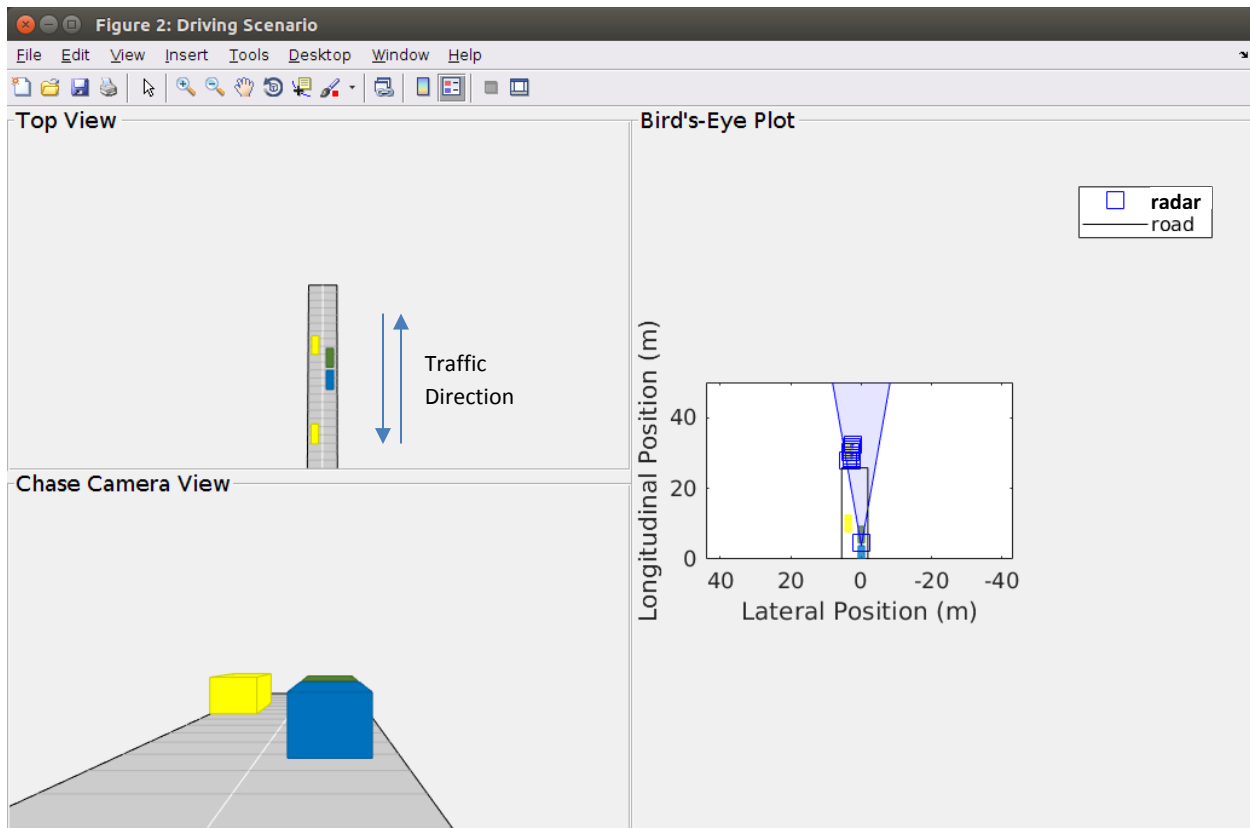 Figure 2: Driving Scenario
File Edit View Insert Tools Desktop Window Help
Top View
Traffic
Direction
Chase Camera View
Bird's-Eye Plot
radar
road
Longitudinal Position (m)
40
20
0
40 20 0 -20 -40
Lateral Position (m)